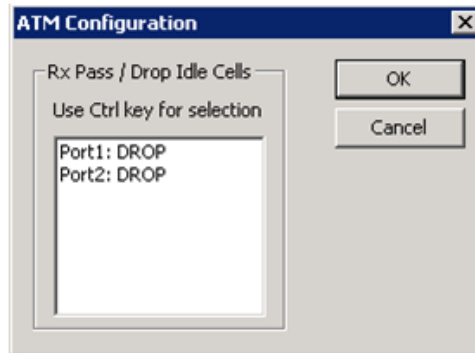 ATM Configuration
Rx Pass / Drop Idle Cells
Use Ctrl key for selection
Port1: DROP
Port2: DROP
OK
Cancel